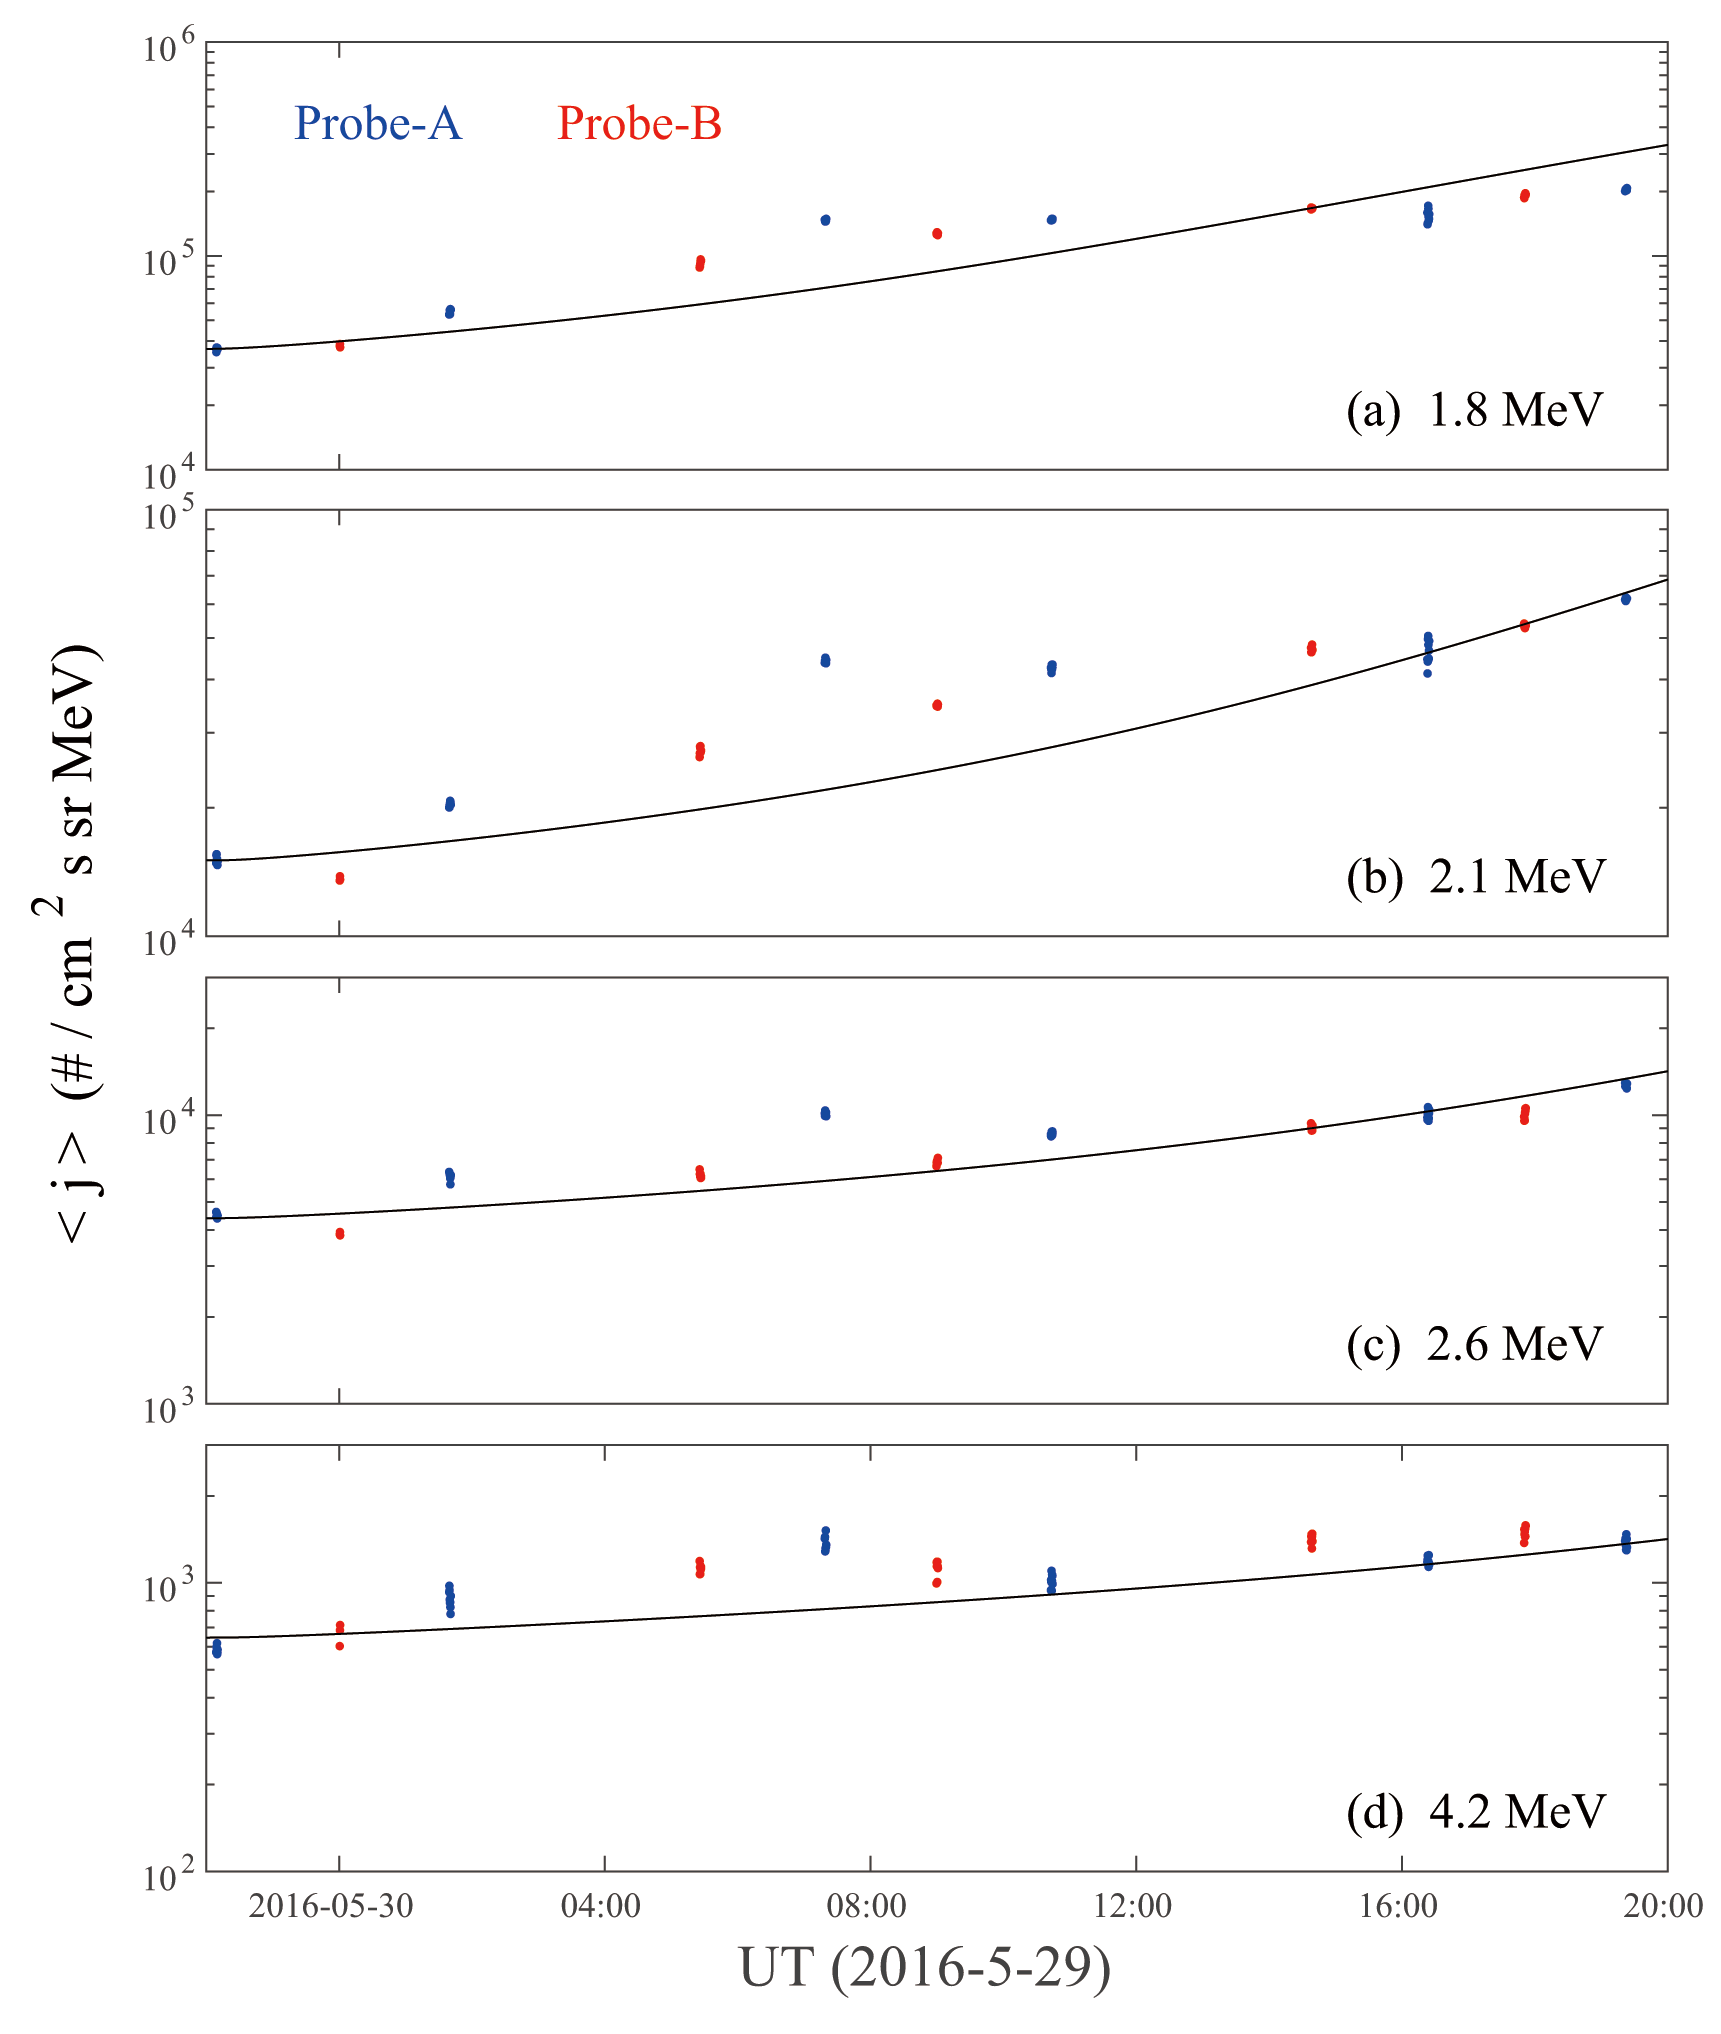 10^6
Probe-A Probe-B
10^5
(a) 1.8 MeV
10^4
10^5
(b) 2.1 MeV
10^4
< j > (# / cm^2 s sr MeV)
10^4
(c) 2.6 MeV
10^3
10^3
(d) 4.2 MeV
10^2
2016-05-30 04:00 08:00 12:00 16:00 20:00
UT (2016-5-29)